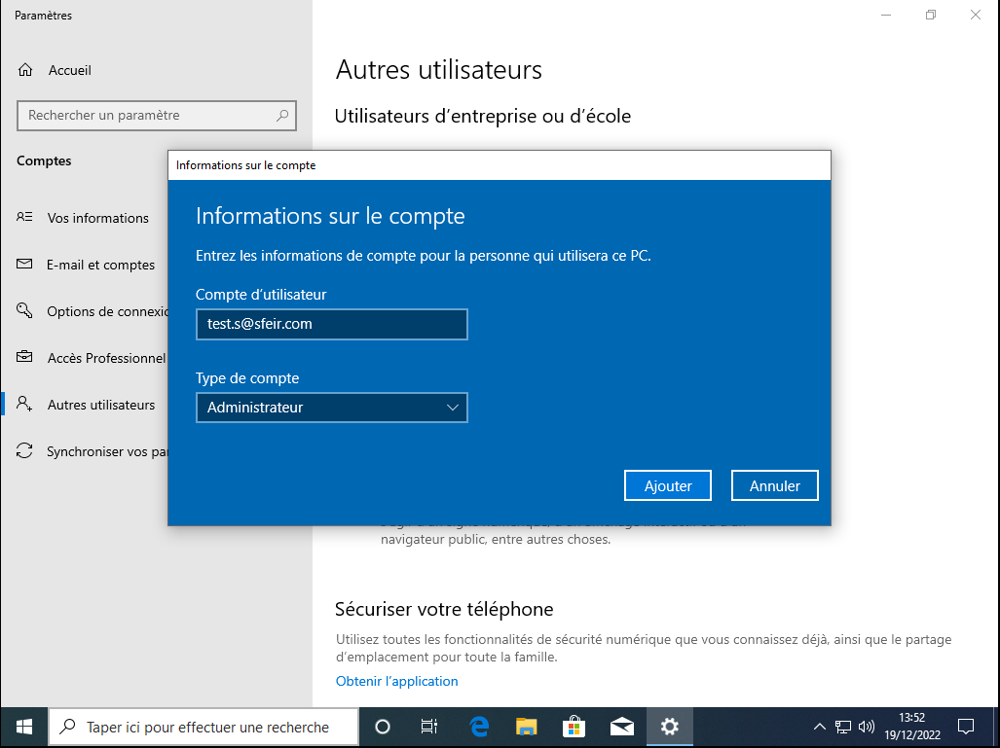 Paramètres
Accueil
Rechercher un paramètre
Comptes
Vos informations
E-mail et comptes
Options de connexio
Accès Professionnel
Autres utilisateurs
Synchroniser vos par
Autres utilisateurs
Utilisateurs d'entreprise ou d'école
Informations sur le compte
Informations sur le compte
Entrez les informations de compte pour la personne qui utilisera ce PC.
Compte d'utilisateur
test.s@sfeir.com
Type de compte
Administrateur
Ajouter
Annuler
navigateur public, entre autres choses.
Sécuriser votre téléphone
Utilisez toutes les fonctionnalités de sécurité numérique que vous connaissez déjà, ainsi que le partage
d'emplacement pour toute la famille.
Obtenir l'application
Taper ici pour effectuer une recherche
13:52
19/12/2022